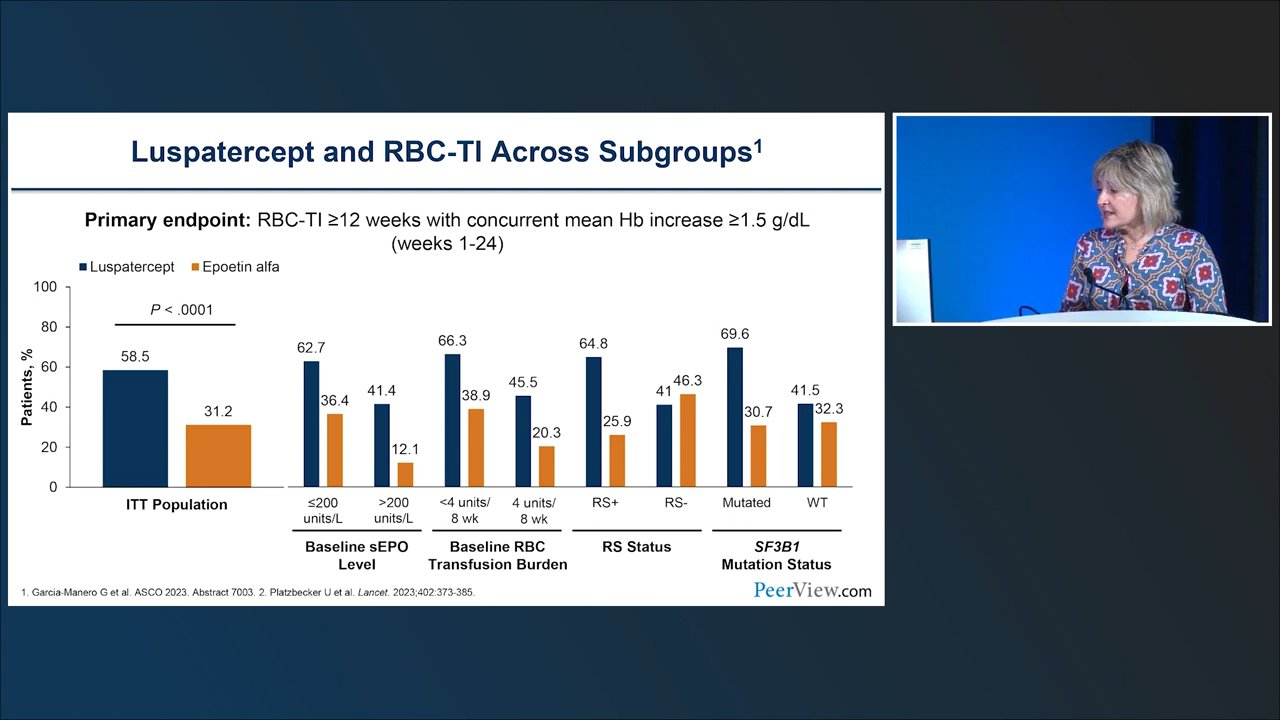 Luspatercept and RBC-TI Across Subgroups1
Primary endpoint: RBC-TI ≥12 weeks with concurrent mean Hb increase ≥1.5 g/dL
(weeks 1-24)
Luspatercept Epoetin alfa
Patients, %
100
80
60
40
20
0
P < .0001
58.5
31.2
ITT Population
62.7
36.4
41.4
12.1
66.3
38.9
45.5
20.3
64.8
25.9
41
46.3
69.6
30.7
41.5
32.3
≤200
units/L
>200
units/L
<4 units/
8 wk
4 units/
8 wk
RS+
RS-
Mutated
WT
Baseline sEPO
Level
Baseline RBC
Transfusion Burden
RS Status
SF3B1
Mutation Status
1. Garcia-Manero G et al. ASCO 2023. Abstract 7003. 2. Platzbecker U et al. Lancet. 2023;402:373-385.
PeerView.com